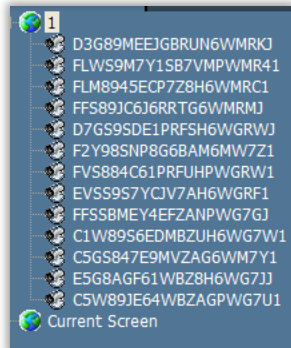 1
D3G89MEEJGBRUN6WMRKJ
FLWS9M7Y1SB7VMPWMR41
FLM8945ECP7Z8H6WMRC1
FFS89JC6J6RRTG6WMRMJ
D7GS9SDE1PRFSH6WGRWJ
F2Y98SNP8G6BAM6MW7Z1
FVS884C61PRFUHPWGRW1
EVSS9S7YCJV7AH6WGRF1
FFSSBMEY4EFZANPWG7GJ
C1W89S6EDMBZUH6WG7W1
C5GS847E9MVZAG6WM7Y1
E5G8AGF61WBZ8H6WG7JJ
C5W89JE64WBZAGPWG7U1
Current Screen